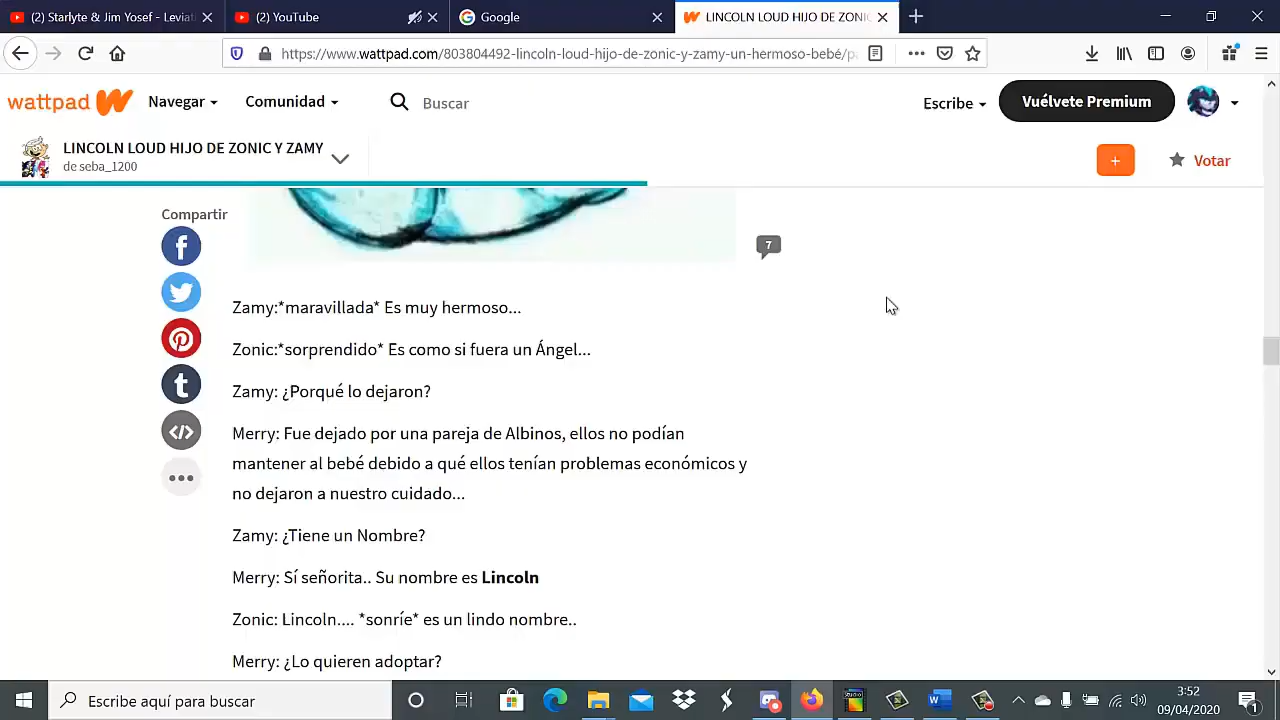 (2) Starlyte & Jim Yosef - Leviat
(2) YouTube
Google
LINCOLN LOUD HIJO DE ZONIC
https://www.wattpad.com/803804492-lincoln-loud-hijo-de-zonic-y-zamy-un-hermoso-bebé/pa
wattpad
Navegar
Comunidad
Buscar
Escribe
Vuélvete Premium
LINCOLN LOUD HIJO DE ZONIC Y ZAMY
de seba_1200
+
Votar
Compartir
7
Zamy:*maravillada* Es muy hermoso...
Zonic:*sorprendido* Es como si fuera un Ángel...
Zamy: ¿Porqué lo dejaron?
Merry: Fue dejado por una pareja de Albinos, ellos no podían
mantener al bebé debido a qué ellos tenían problemas económicos y
no dejaron a nuestro cuidado...
Zamy: ¿Tiene un Nombre?
Merry: Sí señorita.. Su nombre es Lincoln
Zonic: Lincoln.... *sonríe* es un lindo nombre..
Merry: ¿Lo quieren adoptar?
Escribe aquí para buscar
3:52
09/04/2020
1